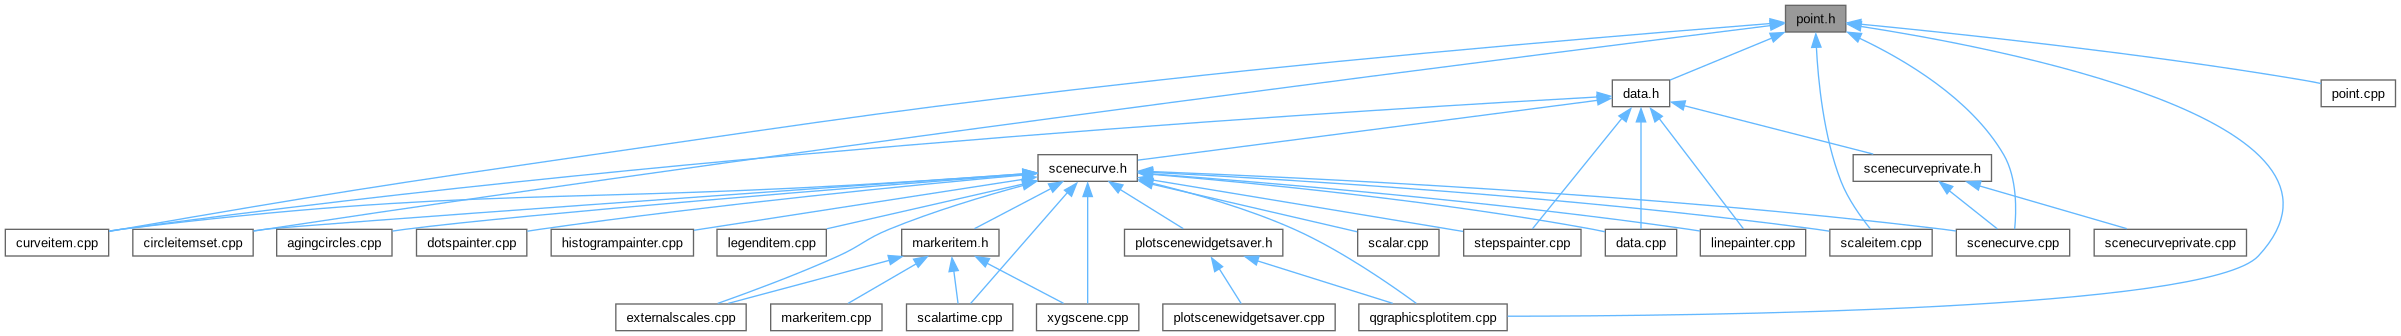 point.h
data.h
point.cpp
scenecurve.h
scenecurveprivate.h
curveitem.cpp
circleitemset.cpp
agingcircles.cpp
dotspainter.cpp
histogrampainter.cpp
legenditem.cpp
markeritem.h
plotscenewidgetsaver.h
scalar.cpp
stepspainter.cpp
data.cpp
linepainter.cpp
scaleitem.cpp
scenecurve.cpp
scenecurveprivate.cpp
externalscales.cpp
markeritem.cpp
scalartime.cpp
xygscene.cpp
plotscenewidgetsaver.cpp
qgraphicsplotitem.cpp